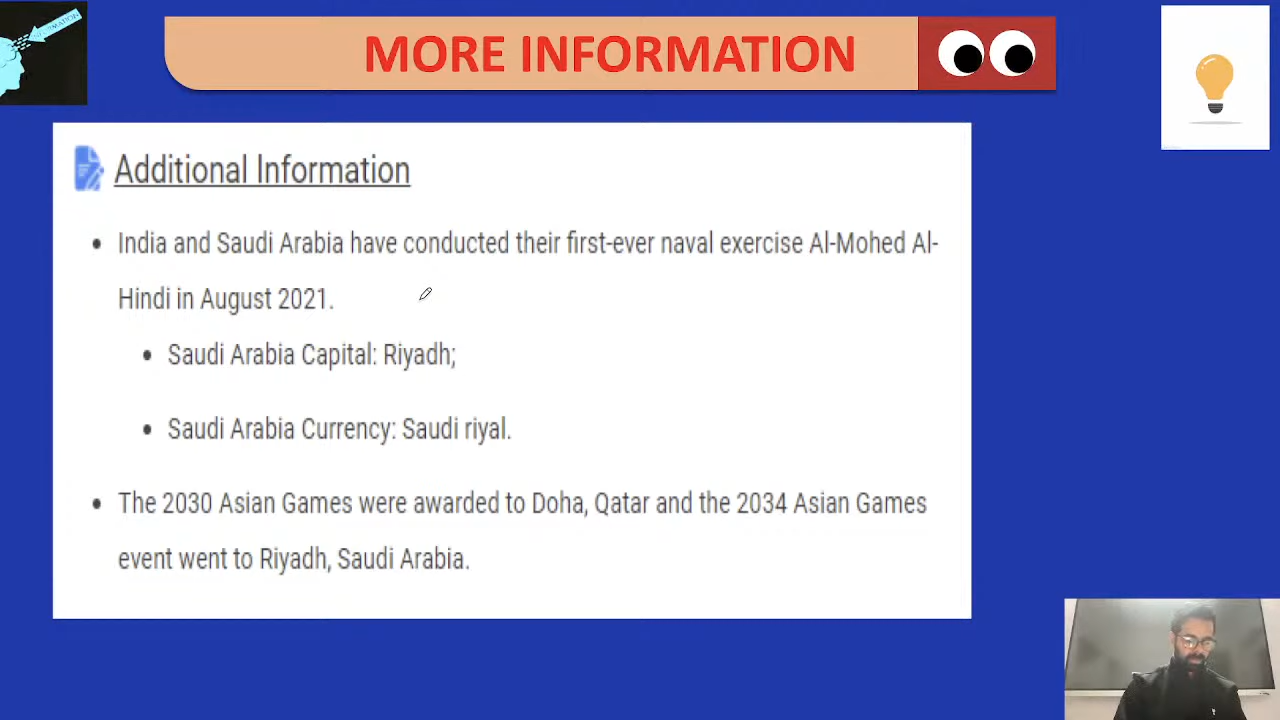 MORE INFORMATION
Additional Information
India and Saudi Arabia have conducted their first-ever naval exercise Al-Mohed Al-
Hindi in August 2021.
Saudi Arabia Capital: Riyadh;
Saudi Arabia Currency: Saudi riyal.
The 2030 Asian Games were awarded to Doha, Qatar and the 2034 Asian Games
event went to Riyadh, Saudi Arabia.